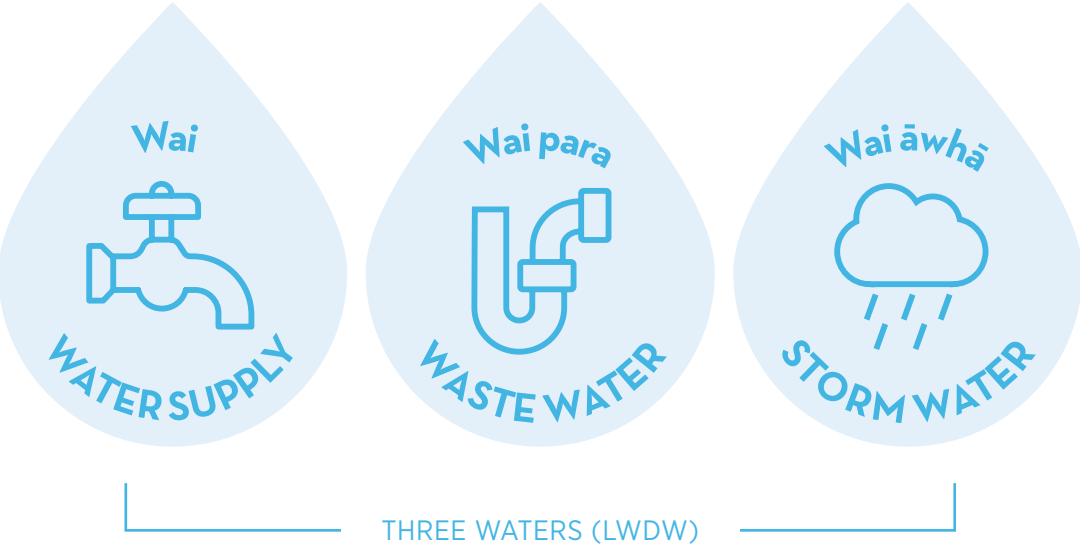 Wai
WATER SUPPLY
Wai para
WASTE WATER
Wai āwhā
STORM WATER
THREE WATERS (LWDW)